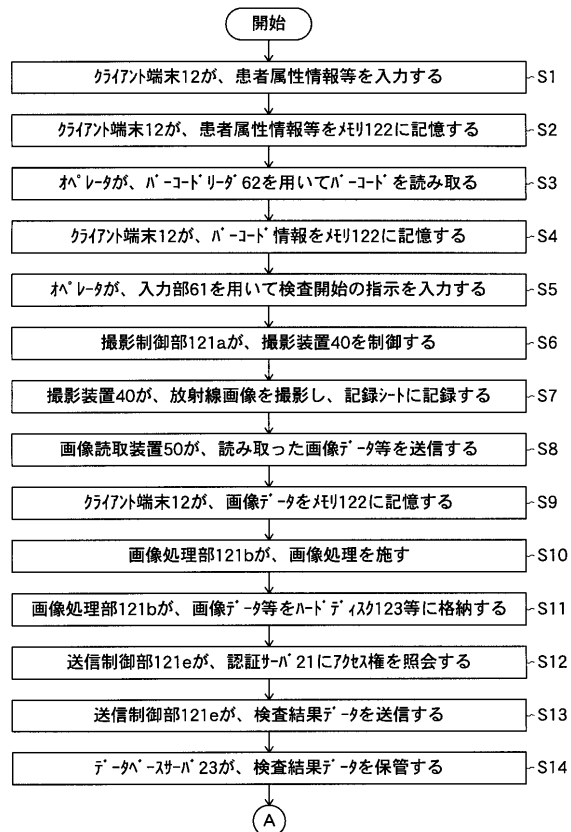 開始
クライアント端末12が、患者属性情報等を入力する S1
クライアント端末12が、患者属性情報等をメモリ122に記憶する S2
オペレータが、バーコードリーダ62を用いてバーコードを読み取る S3
クライアント端末12が、バーコード情報をメモリ122に記憶する S4
オペレータが、入力部61を用いて検査開始の指示を入力する S5
撮影制御部121aが、撮影装置40を制御する S6
撮影装置40が、放射線画像を撮影し、記録シートに記録する S7
画像読取装置50が、読み取った画像データ等を送信する S8
クライアント端末12が、画像データをメモリ122に記憶する S9
画像処理部121bが、画像処理を施す S10
画像処理部121bが、画像データ等をハードディスク123等に格納する S11
送信制御部121eが、認証サーバ21にアクセス権を照会する S12
送信制御部121eが、検査結果データを送信する S13
データベースサーバ23が、検査結果データを保管する S14
A